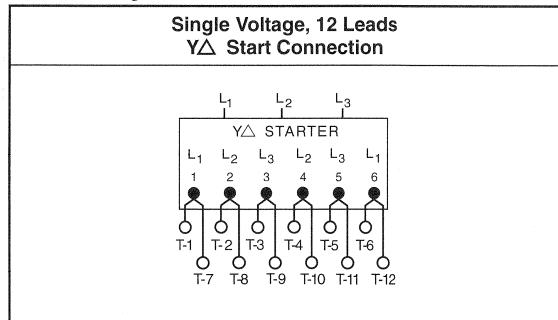 Single Voltage, 12 Leads
Y△ Start Connection
L1 L2 L3
Y△ STARTER
L1 L2 L3 L2 L3 L1
1 2 3 4 5 6
T-1 T-2 T-3 T-4 T-5 T-6
T-7 T-8 T-9 T-10 T-11 T-12